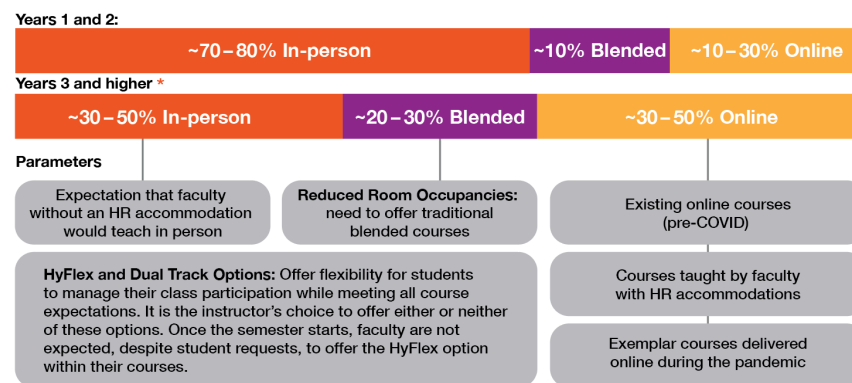 Years 1 and 2:
~70–80% In-person
~10% Blended
~10–30% Online
Years 3 and higher *
~30–50% In-person
~20–30% Blended
~30–50% Online
Parameters
Expectation that faculty
without an HR accommodation
would teach in person
Reduced Room Occupancies:
need to offer traditional
blended courses
Existing online courses
(pre-COVID)
HyFlex and Dual Track Options: Offer flexibility for students
to manage their class participation while meeting all course
expectations. It is the instructor’s choice to offer either or neither
of these options. Once the semester starts, faculty are not
expected, despite student requests, to offer the HyFlex option
within their courses.
Courses taught by faculty
with HR accommodations
Exemplar courses delivered
online during the pandemic